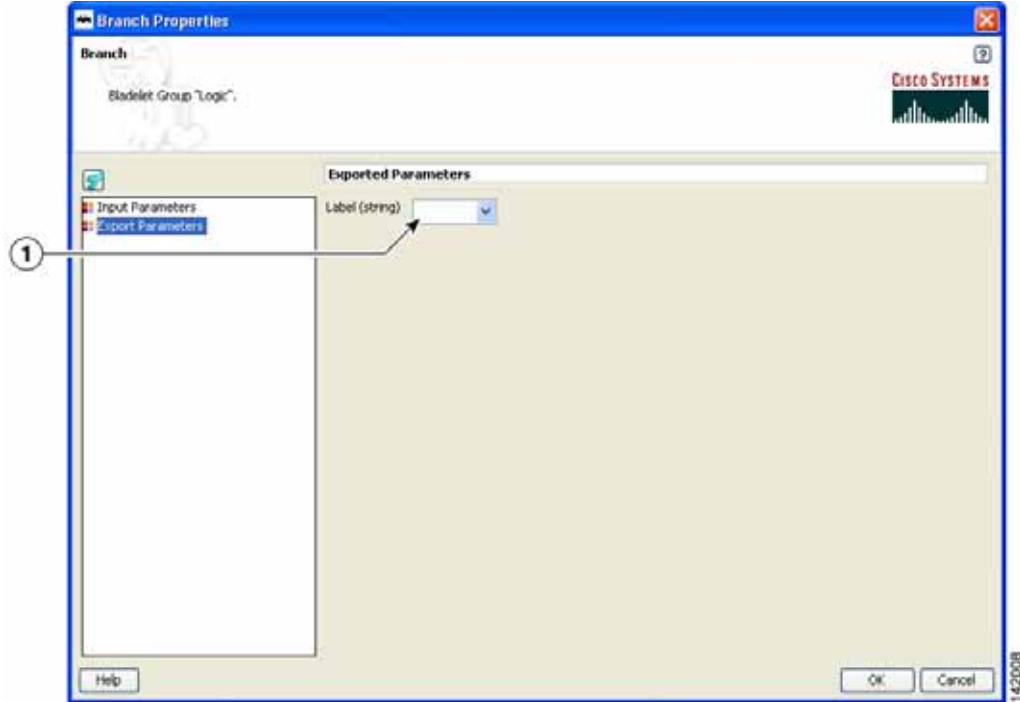 Branch Properties
Branch
Bladelet Group "Logic".
CISCO SYSTEMS
Exported Parameters
Input Parameters
Export Parameters
Label (string)
1
Help
OK
Cancel
142008